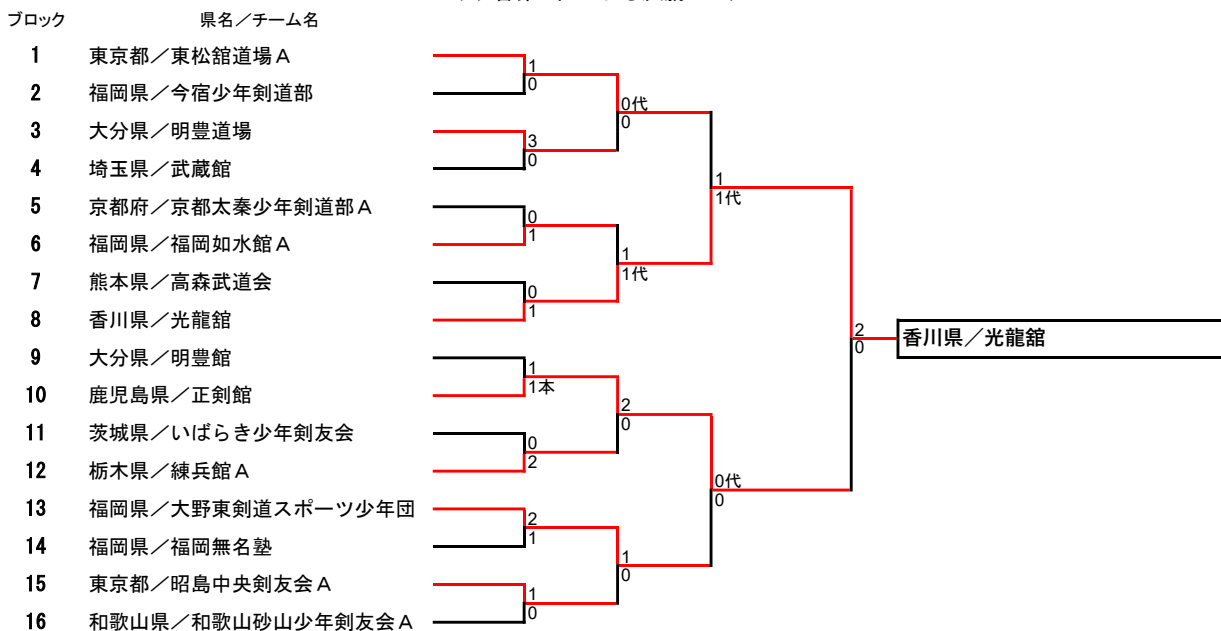 ブロック 県名／チーム名
1 東京都／東松舘道場Ａ
2 福岡県／今宿少年剣道部
3 大分県／明豊道場
4 埼玉県／武蔵館
5 京都府／京都太秦少年剣道部Ａ
6 福岡県／福岡如水館Ａ
7 熊本県／高森武道会
8 香川県／光龍舘
9 大分県／明豊館
10 鹿児島県／正剣館
11 茨城県／いばらき少年剣友会
12 栃木県／練兵館Ａ
13 福岡県／大野東剣道スポーツ少年団
14 福岡県／福岡無名塾
15 東京都／昭島中央剣友会Ａ
16 和歌山県／和歌山砂山少年剣友会Ａ
1
0
3
0
0
1
0
1
1
1本
0
2
2
1
1
0
0代
0
1
1代
2
0
1
0
1
1代
0代
0
2
0
香川県／光龍舘